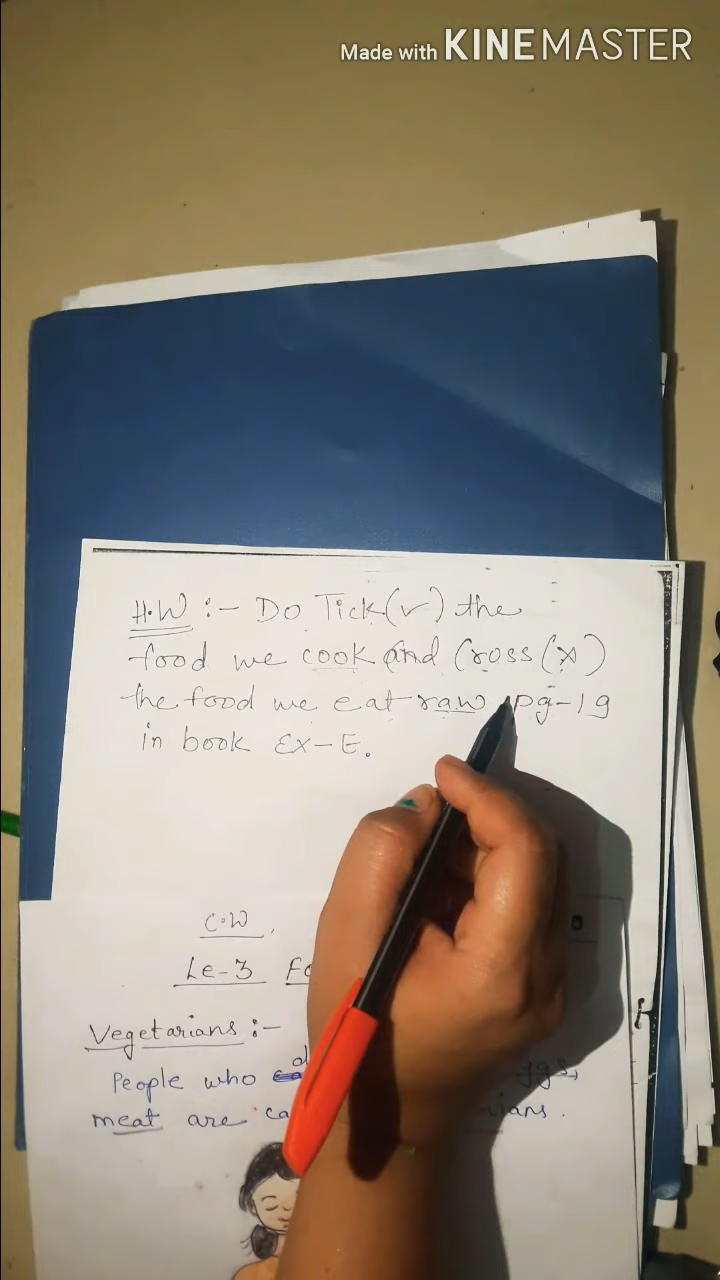 Made with KINEMASTER
H.W :- Do Tick(✓) the
food we cook and Cross(x)
the food we eat raw pg-19
in book Ex-E.
C.W
Le-3
Vegetarians :-
People who
meat are